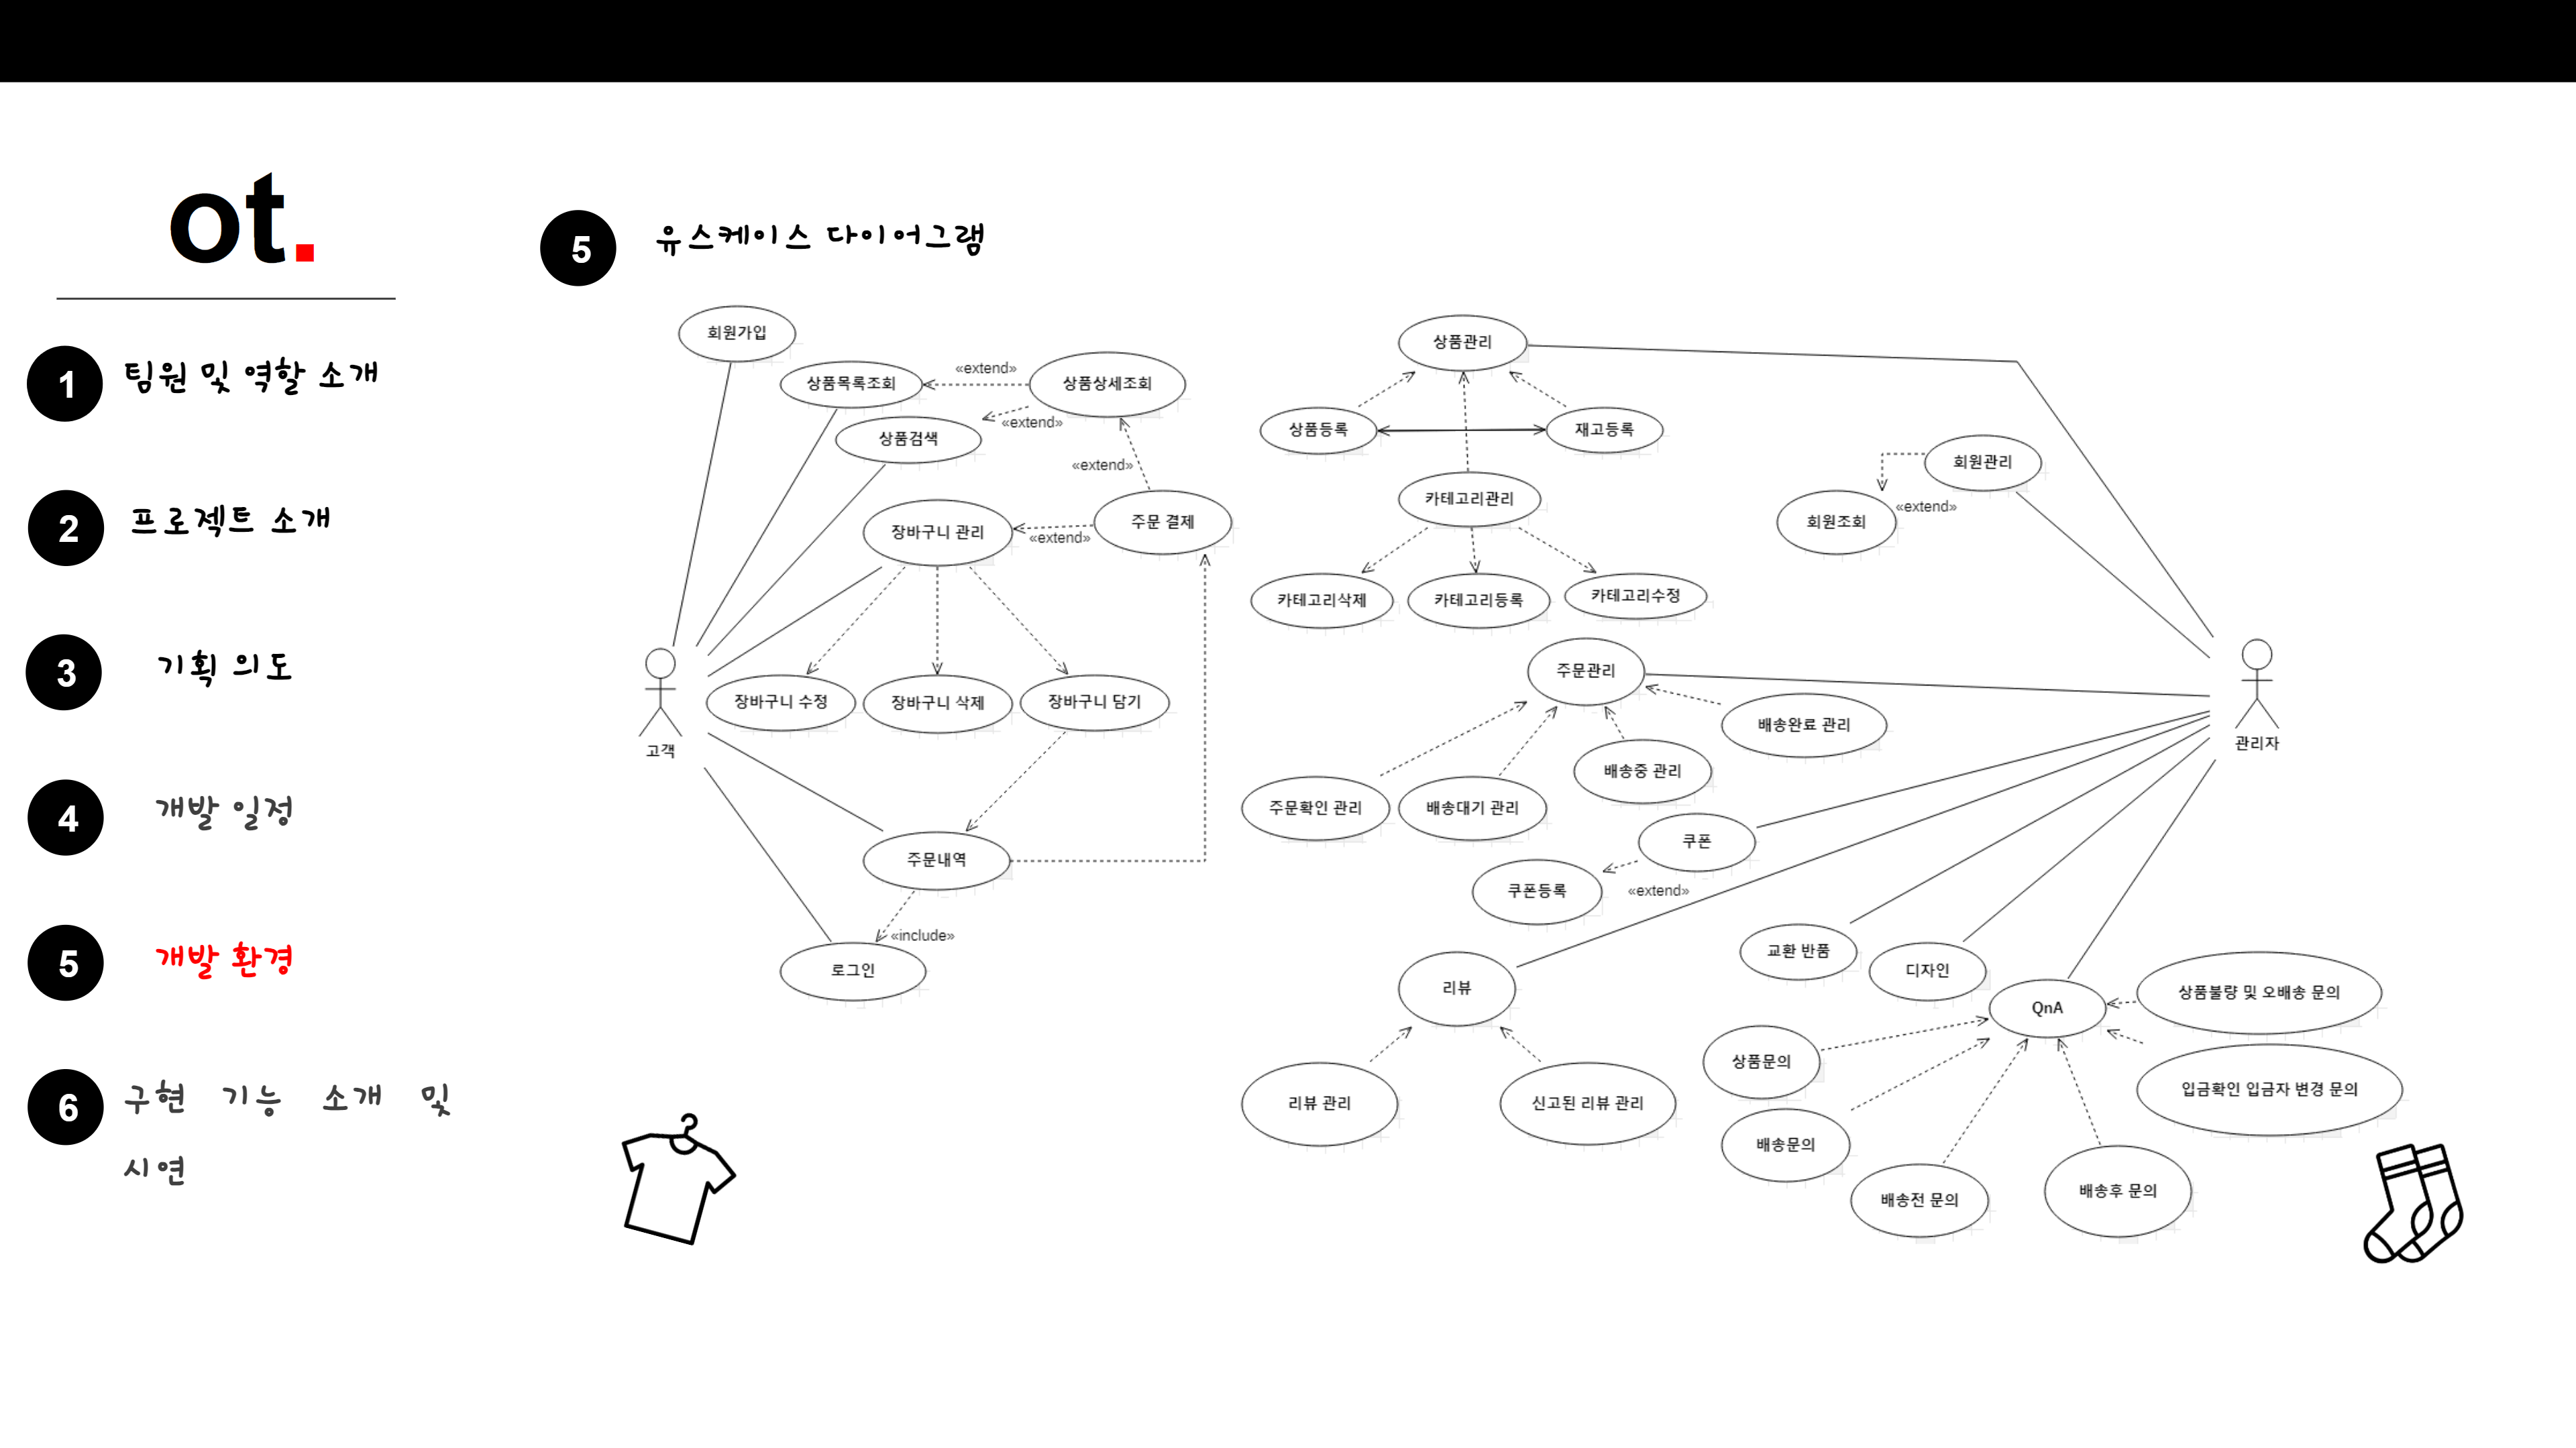 ot.
1 팀원 및 역할 소개
2 프로젝트 소개
3 기획 의도
4 개발 일정
5 개발 환경
6 구현 기능 소개 및
시연
5 유스케이스 다이어그램
회원가입
상품목록조회
«extend»
상품상세조회
상품검색
«extend»
«extend»
장바구니 관리
«extend»
주문 결제
장바구니 수정
장바구니 삭제
장바구니 담기
고객
주문내역
«include»
로그인
상품관리
상품등록
재고등록
카테고리관리
카테고리삭제
카테고리등록
카테고리수정
회원관리
회원조회
«extend»
주문관리
배송완료 관리
배송중 관리
주문확인 관리
배송대기 관리
관리자
쿠폰
쿠폰등록
«extend»
교환 반품
디자인
리뷰
리뷰 관리
신고된 리뷰 관리
QnA
상품불량 및 오배송 문의
상품문의
입금확인 입금자 변경 문의
배송문의
배송전 문의
배송후 문의